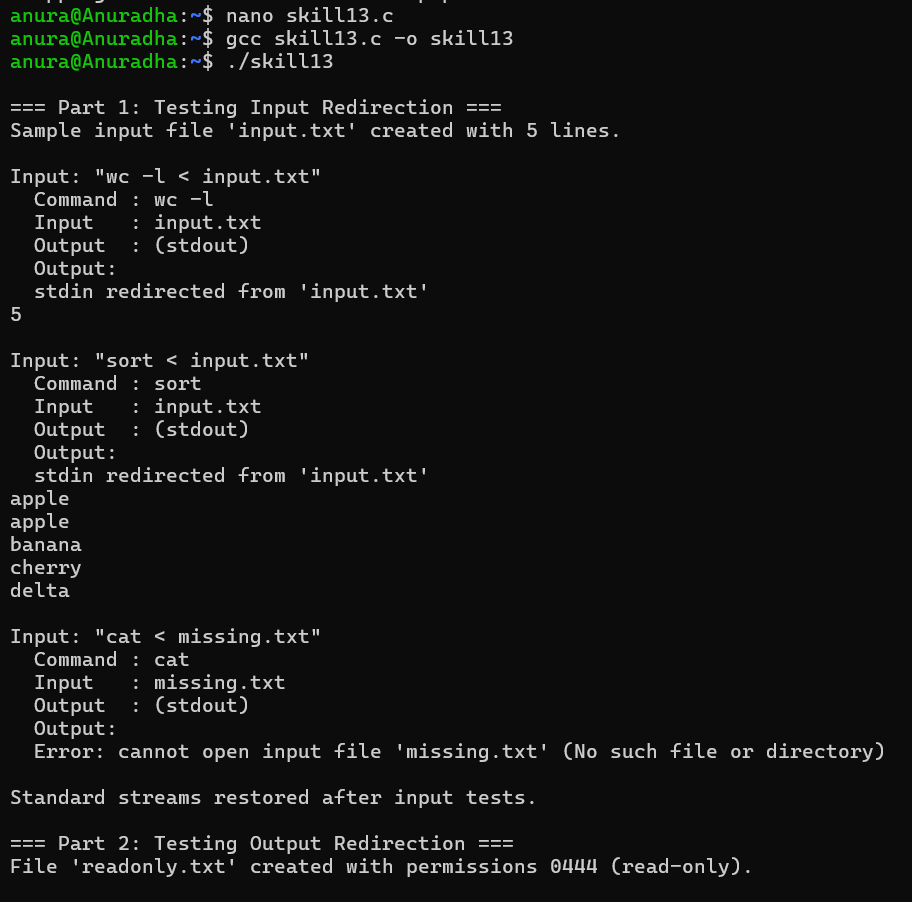 anura@Anuradha:~$ nano skill13.c
anura@Anuradha:~$ gcc skill13.c -o skill13
anura@Anuradha:~$ ./skill13
=== Part 1: Testing Input Redirection ===
Sample input file 'input.txt' created with 5 lines.
Input: "wc -l < input.txt"
  Command : wc -l
  Input   : input.txt
  Output  : (stdout)
  Output:
  stdin redirected from 'input.txt'
5
Input: "sort < input.txt"
  Command : sort
  Input   : input.txt
  Output  : (stdout)
  Output:
  stdin redirected from 'input.txt'
apple
apple
banana
cherry
delta
Input: "cat < missing.txt"
  Command : cat
  Input   : missing.txt
  Output  : (stdout)
  Output:
  Error: cannot open input file 'missing.txt' (No such file or directory)
Standard streams restored after input tests.
=== Part 2: Testing Output Redirection ===
File 'readonly.txt' created with permissions 0444 (read-only).